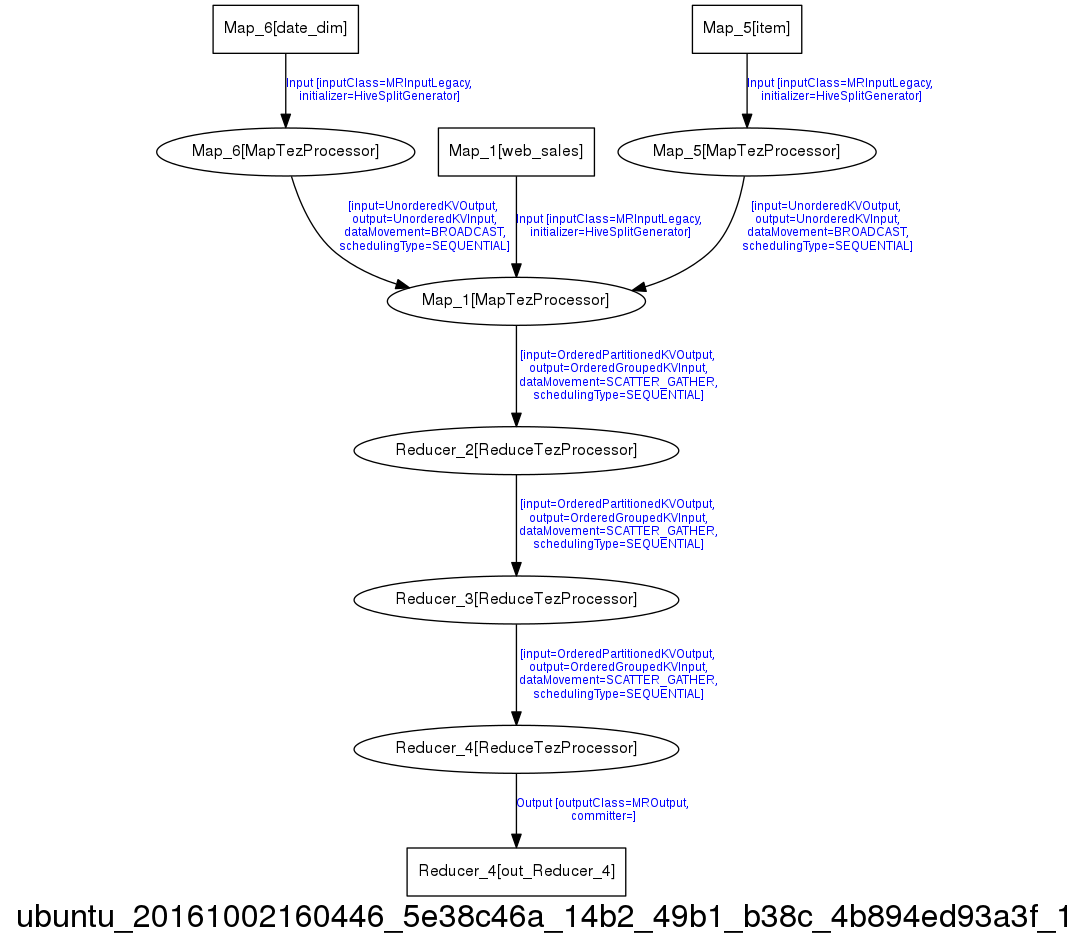 Map_6[date_dim]
Map_5[item]
Input [inputClass=MRInputLegacy,
initializer=HiveSplitGenerator]
Input [inputClass=MRInputLegacy,
initializer=HiveSplitGenerator]
Map_6[MapTezProcessor]
Map_1[web_sales]
Map_5[MapTezProcessor]
[input=UnorderedKVOutput,
output=UnorderedKVInput,
dataMovement=BROADCAST,
schedulingType=SEQUENTIAL]
Input [inputClass=MRInputLegacy,
initializer=HiveSplitGenerator]
[input=UnorderedKVOutput,
output=UnorderedKVInput,
dataMovement=BROADCAST,
schedulingType=SEQUENTIAL]
Map_1[MapTezProcessor]
[input=OrderedPartitionedKVOutput,
output=OrderedGroupedKVInput,
dataMovement=SCATTER_GATHER,
schedulingType=SEQUENTIAL]
Reducer_2[ReduceTezProcessor]
[input=OrderedPartitionedKVOutput,
output=OrderedGroupedKVInput,
dataMovement=SCATTER_GATHER,
schedulingType=SEQUENTIAL]
Reducer_3[ReduceTezProcessor]
[input=OrderedPartitionedKVOutput,
output=OrderedGroupedKVInput,
dataMovement=SCATTER_GATHER,
schedulingType=SEQUENTIAL]
Reducer_4[ReduceTezProcessor]
Output [outputClass=MROutput,
committer=]
Reducer_4[out_Reducer_4]
ubuntu_20161002160446_5e38c46a_14b2_49b1_b38c_4b894ed93a3f_1